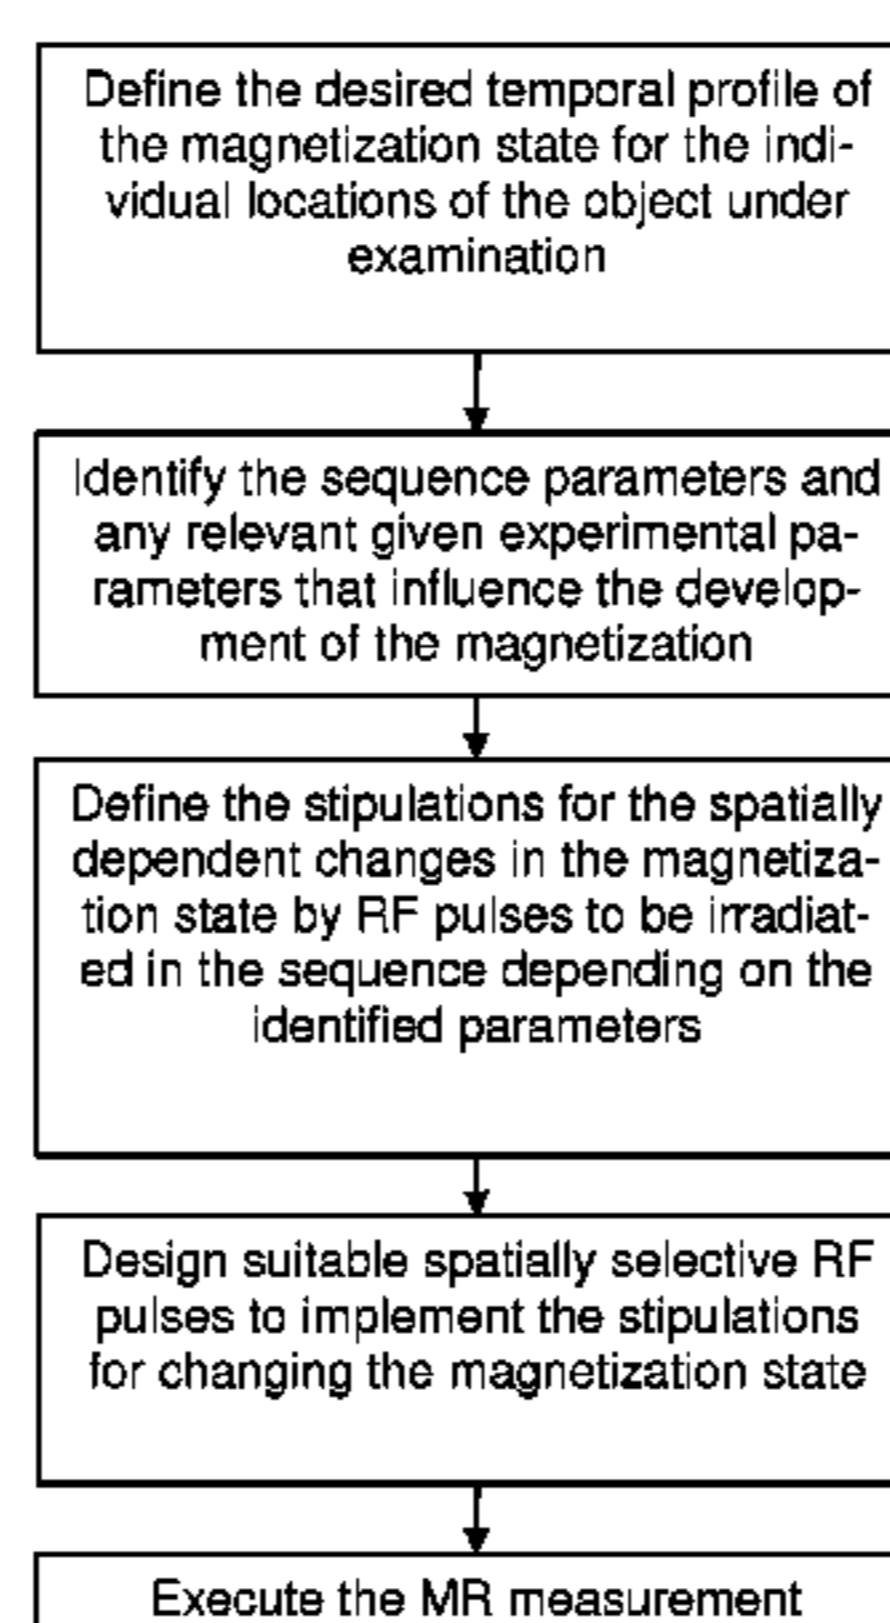 Define the desired temporal profile of
the magnetization state for the indi-
vidual locations of the object under
examination
Identify the sequence parameters and
any relevant given experimental pa-
rameters that influence the develop-
ment of the magnetization
Define the stipulations for the spatially
dependent changes in the magnetiza-
tion state by RF pulses to be irradiat-
ed in the sequence depending on the
identified parameters
Design suitable spatially selective RF
pulses to implement the stipulations
for changing the magnetization state
Execute the MR measurement